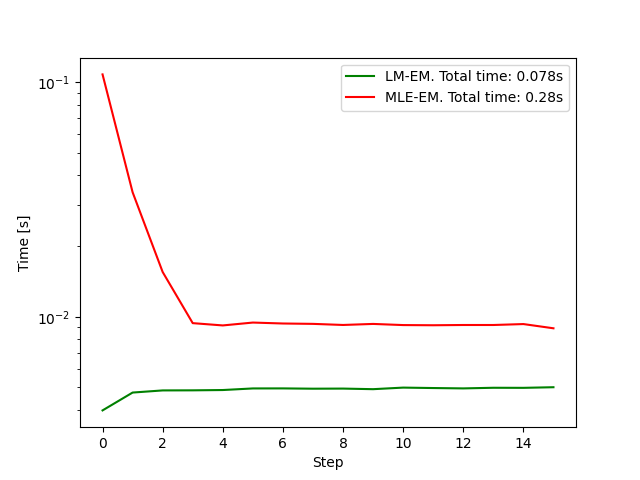 LM-EM. Total time: 0.078s
MLE-EM. Total time: 0.28s
10⁻¹
10⁻²
Time [s]
0 2 4 6 8 10 12 14
Step